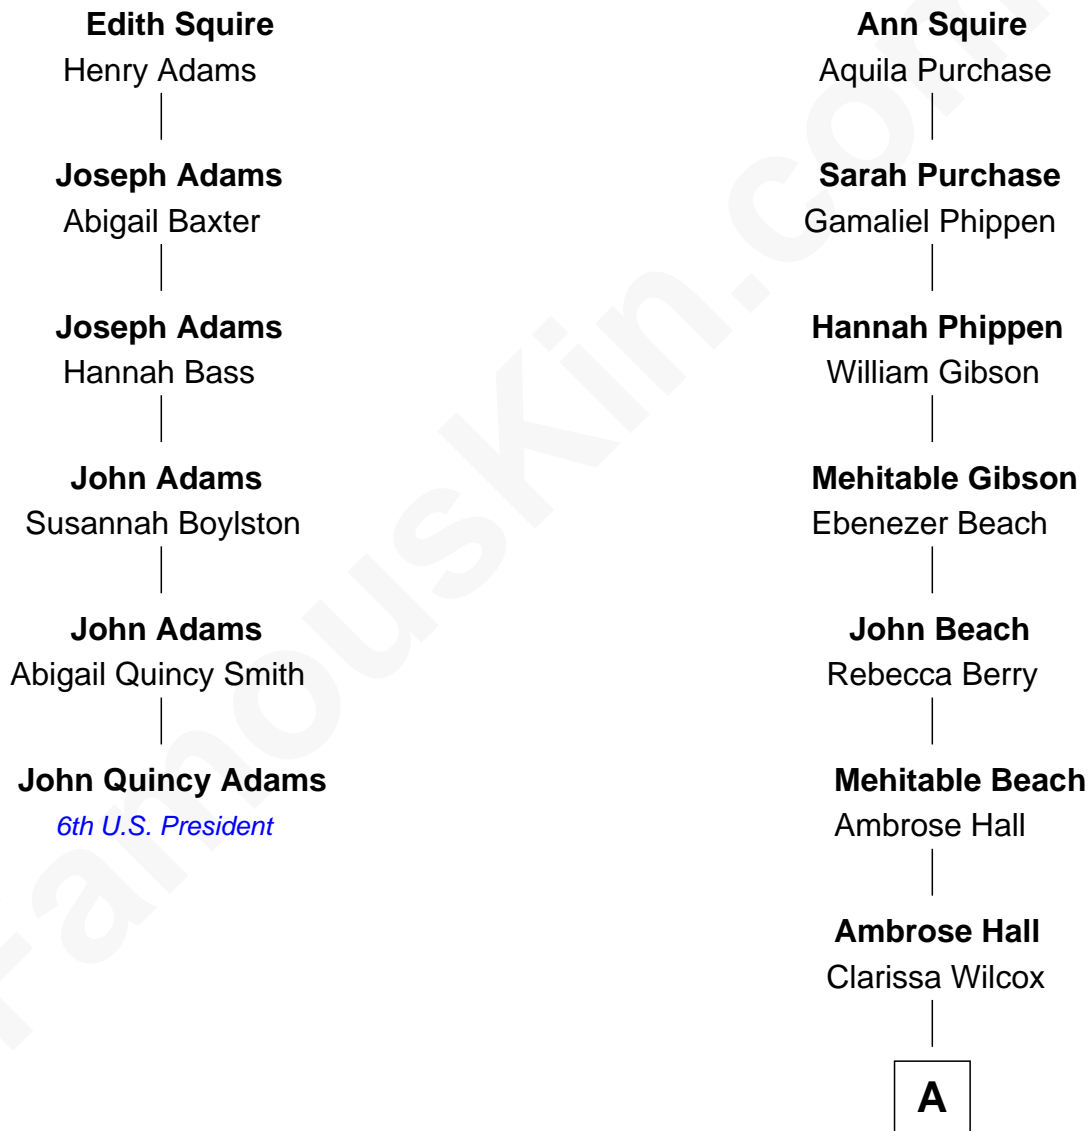 Edith Squire
Henry Adams
Joseph Adams
Abigail Baxter
Joseph Adams
Hannah Bass
John Adams
Susannah Boylston
John Adams
Abigail Quincy Smith
John Quincy Adams
6th U.S. President
Ann Squire
Aquila Purchase
Sarah Purchase
Gamaliel Phippen
Hannah Phippen
William Gibson
Mehitable Gibson
Ebenezer Beach
John Beach
Rebecca Berry
Mehitable Beach
Ambrose Hall
Ambrose Hall
Clarissa Wilcox
A
FamousKin.com